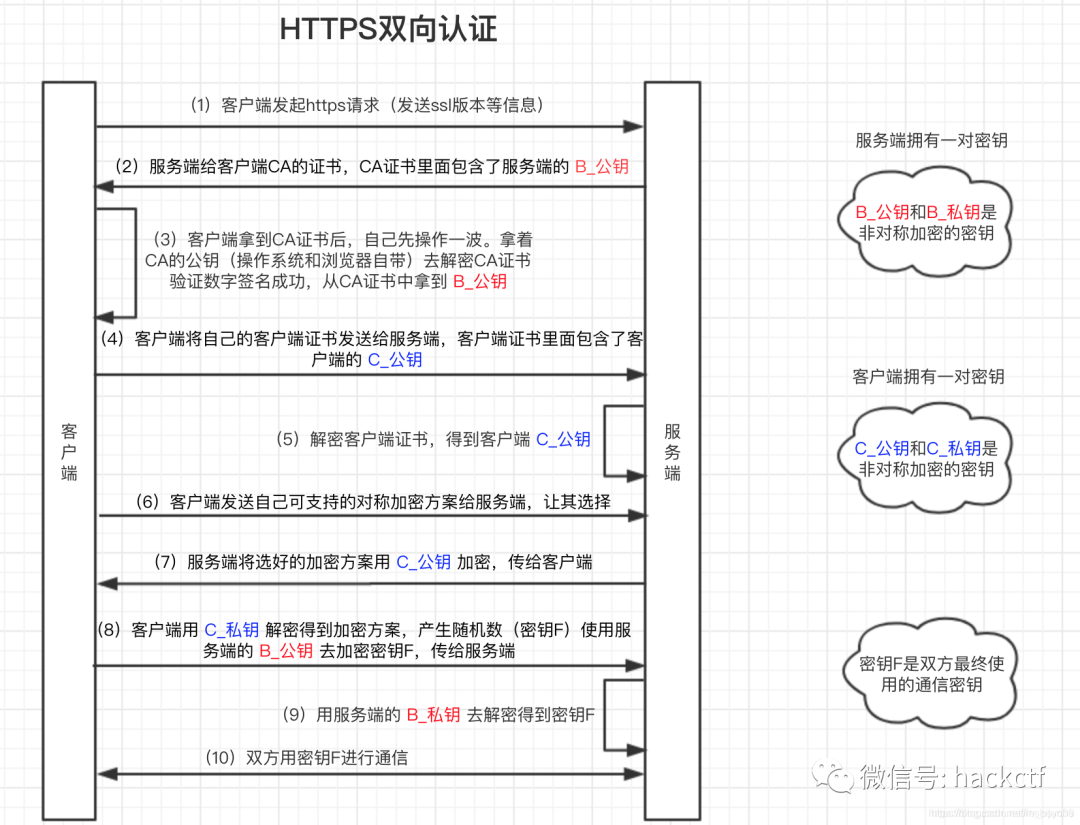 HTTPS双向认证
（1）客户端发起https请求（发送ssl版本等信息）
（2）服务端给客户端CA的证书，CA证书里面包含了服务端的 B_公钥
（3）客户端拿到CA证书后，自己先操作一波。拿着
CA的公钥（操作系统和浏览器自带）去解密CA证书
验证数字签名成功，从CA证书中拿到 B_公钥
（4）客户端将自己的客户端证书发送给服务端，客户端证书里面包含了客
户端的 C_公钥
（5）解密客户端证书，得到客户端 C_公钥
（6）客户端发送自己可支持的对称加密方案给服务端，让其选择
（7）服务端将选好的加密方案用 C_公钥 加密，传给客户端
（8）客户端用 C_私钥 解密得到加密方案，产生随机数（密钥F）使用服
务端的 B_公钥 去加密密钥F，传给服务端
（9）用服务端的 B_私钥 去解密得到密钥F
（10）双方用密钥F进行通信
客
户
端
服
务
端
服务端拥有一对密钥
B_公钥和B_私钥是
非对称加密的密钥
客户端拥有一对密钥
C_公钥和C_私钥是
非对称加密的密钥
密钥F是双方最终使
用的通信密钥
微信号: hackctf